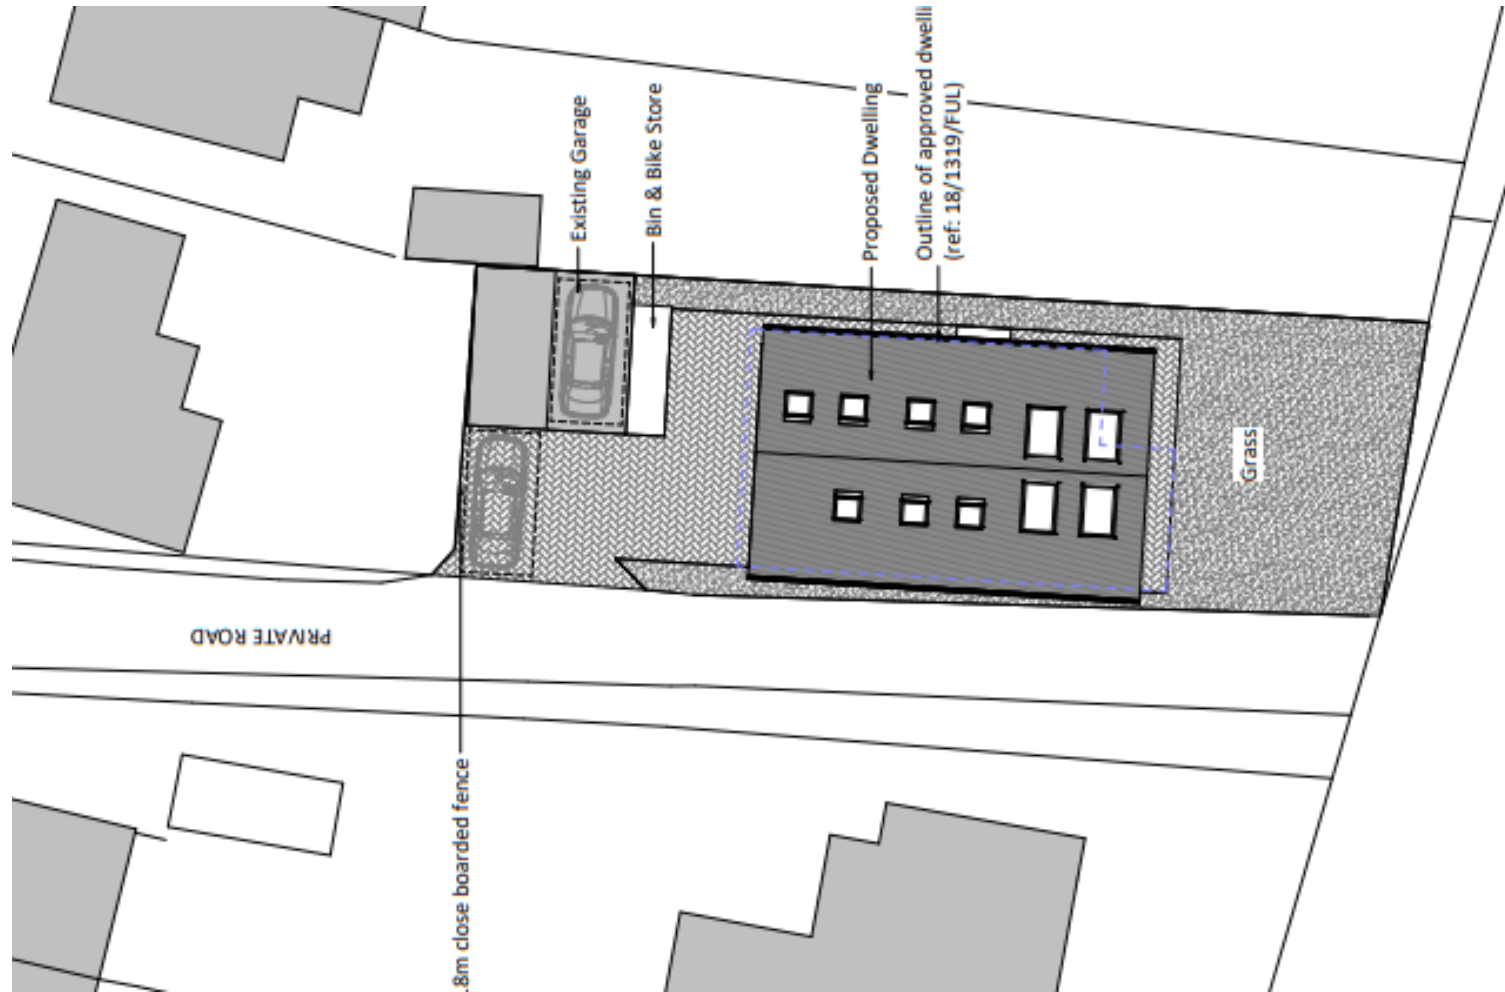 Existing Garage
Bin & Bike Store
Proposed Dwelling
Outline of approved dwelli
(ref: 18/1319/FUL)
Grass
PRIVATE ROAD
.8m close boarded fence